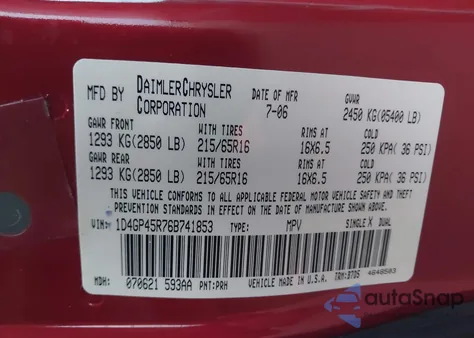 MFD BY DAIMLERCHRYSLER CORPORATION DATE OF MFR 7-06 GVWR 2450 KG(05400 LB)
GAWR FRONT WITH TIRES RIMS AT COLD
1293 KG(2850 LB) 215/65R16 16X6.5 250 KPA( 36 PSI)
GAWR REAR WITH TIRES RIMS AT COLD
1293 KG(2850 LB) 215/65R16 16X6.5 250 KPA( 36 PSI)
THIS VEHICLE CONFORMS TO ALL APPLICABLE FEDERAL MOTOR VEHICLE SAFETY AND THEFT
PREVENTION STANDARDS IN EFFECT ON THE DATE OF MANUFACTURE SHOWN ABOVE.
VIN: 1D4GP45R76B741853 TYPE: MPV SINGLE X DUAL
MDH: 070621 593AA PNT: PRH VEHICLE MADE IN U.S.A. TRM: 4648503
autoSnap